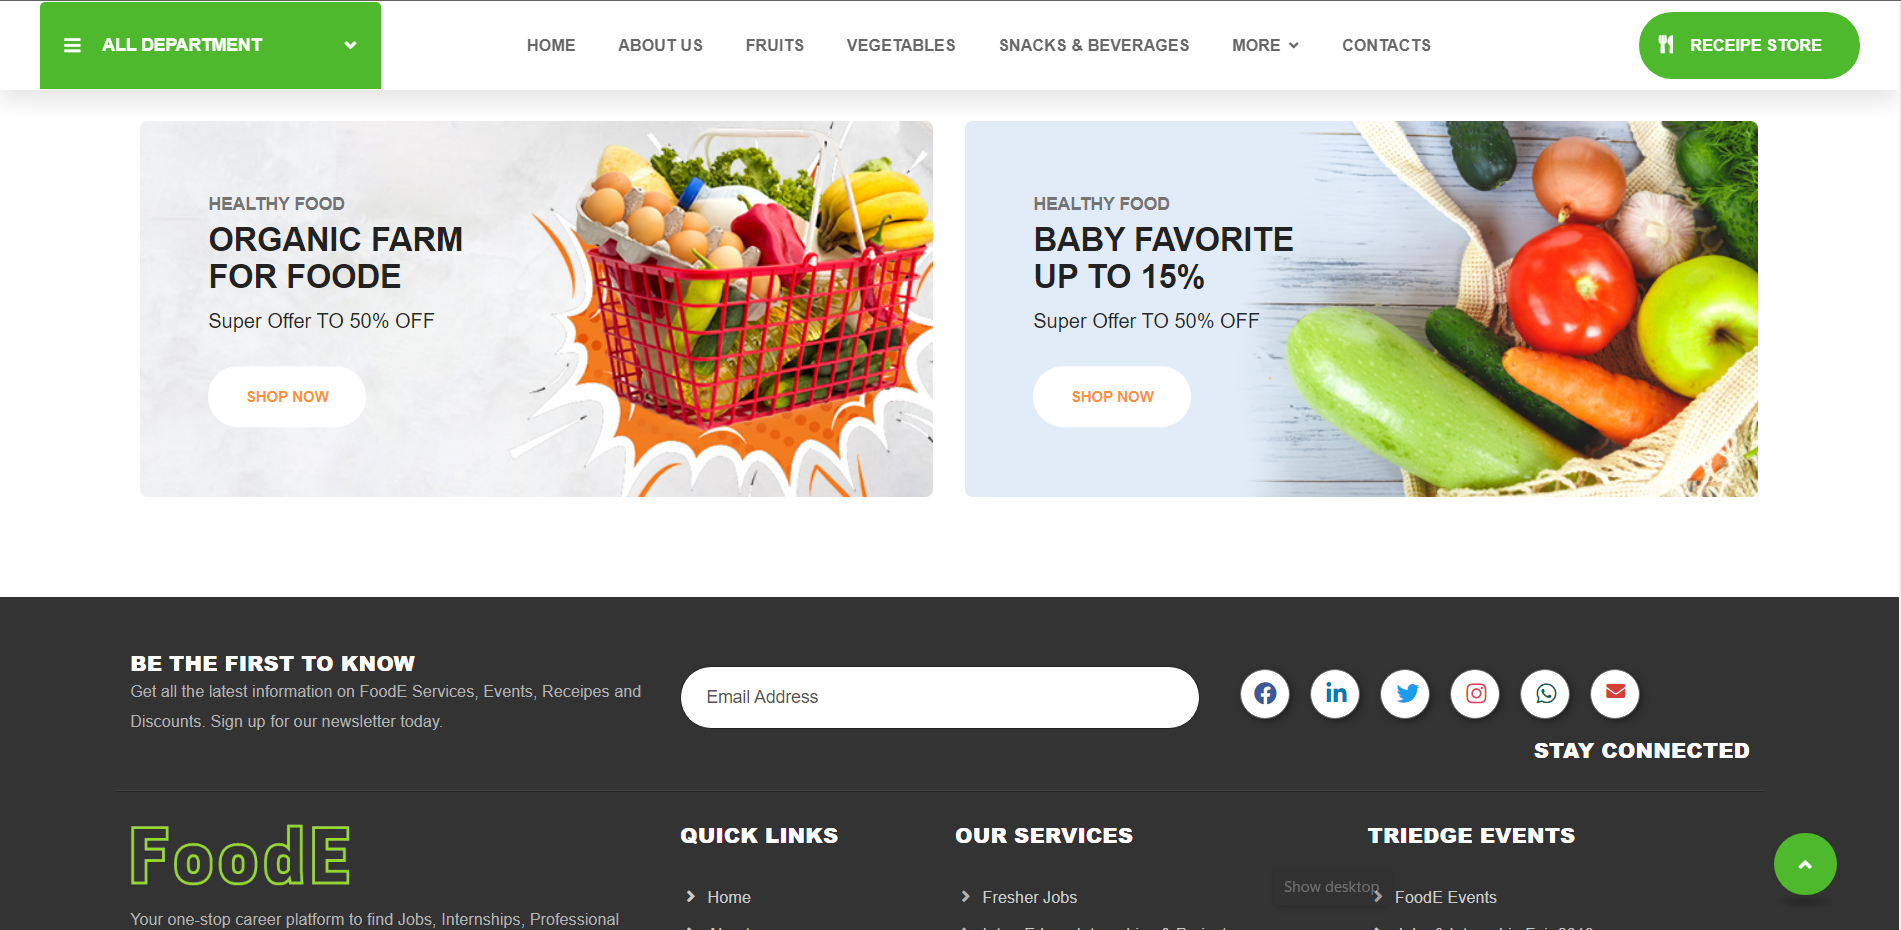 ALL DEPARTMENT
HOME ABOUT US FRUITS VEGETABLES SNACKS & BEVERAGES MORE CONTACTS
RECEIPE STORE
HEALTHY FOOD
ORGANIC FARM
FOR FOODE
Super Offer TO 50% OFF
SHOP NOW
HEALTHY FOOD
BABY FAVORITE
UP TO 15%
Super Offer TO 50% OFF
SHOP NOW
BE THE FIRST TO KNOW
Get all the latest information on FoodE Services, Events, Receipes and
Discounts. Sign up for our newsletter today.
Email Address
STAY CONNECTED
FoodE
Your one-stop career platform to find Jobs, Internships, Professional
QUICK LINKS
Home
OUR SERVICES
Fresher Jobs
TRIEDGE EVENTS
FoodE Events
Show desktop